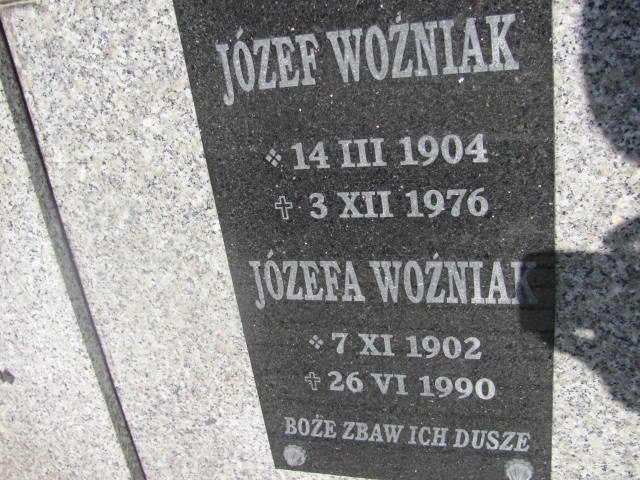 JÓZEF WOŹNIAK
14 III 1904
3 XII 1976
JÓZEFA WOŹNIAK
7 XI 1902
26 VI 1990
BOŻE ZBAW ICH DUSZE